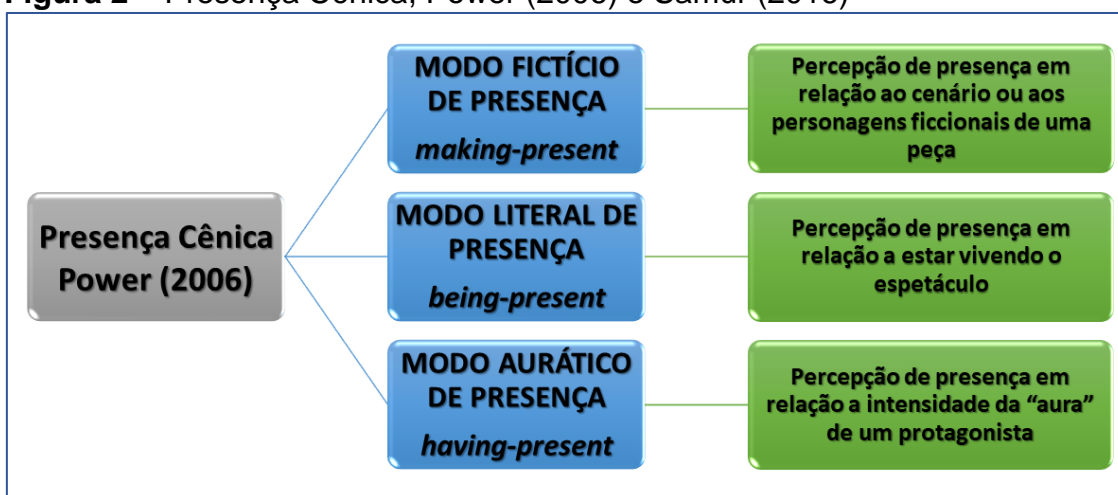 MODO FICTÍCIO
DE PRESENÇA
making-present
Percepção de presença em
relação ao cenário ou aos
personagens ficcionais de uma
peça
Presença Cênica
Power (2006)
MODO LITERAL DE
PRESENÇA
being-present
Percepção de presença em
relação a estar vivendo o
espetáculo
MODO AURÁTICO
DE PRESENÇA
having-present
Percepção de presença em
relação a intensidade da “aura”
de um protagonista